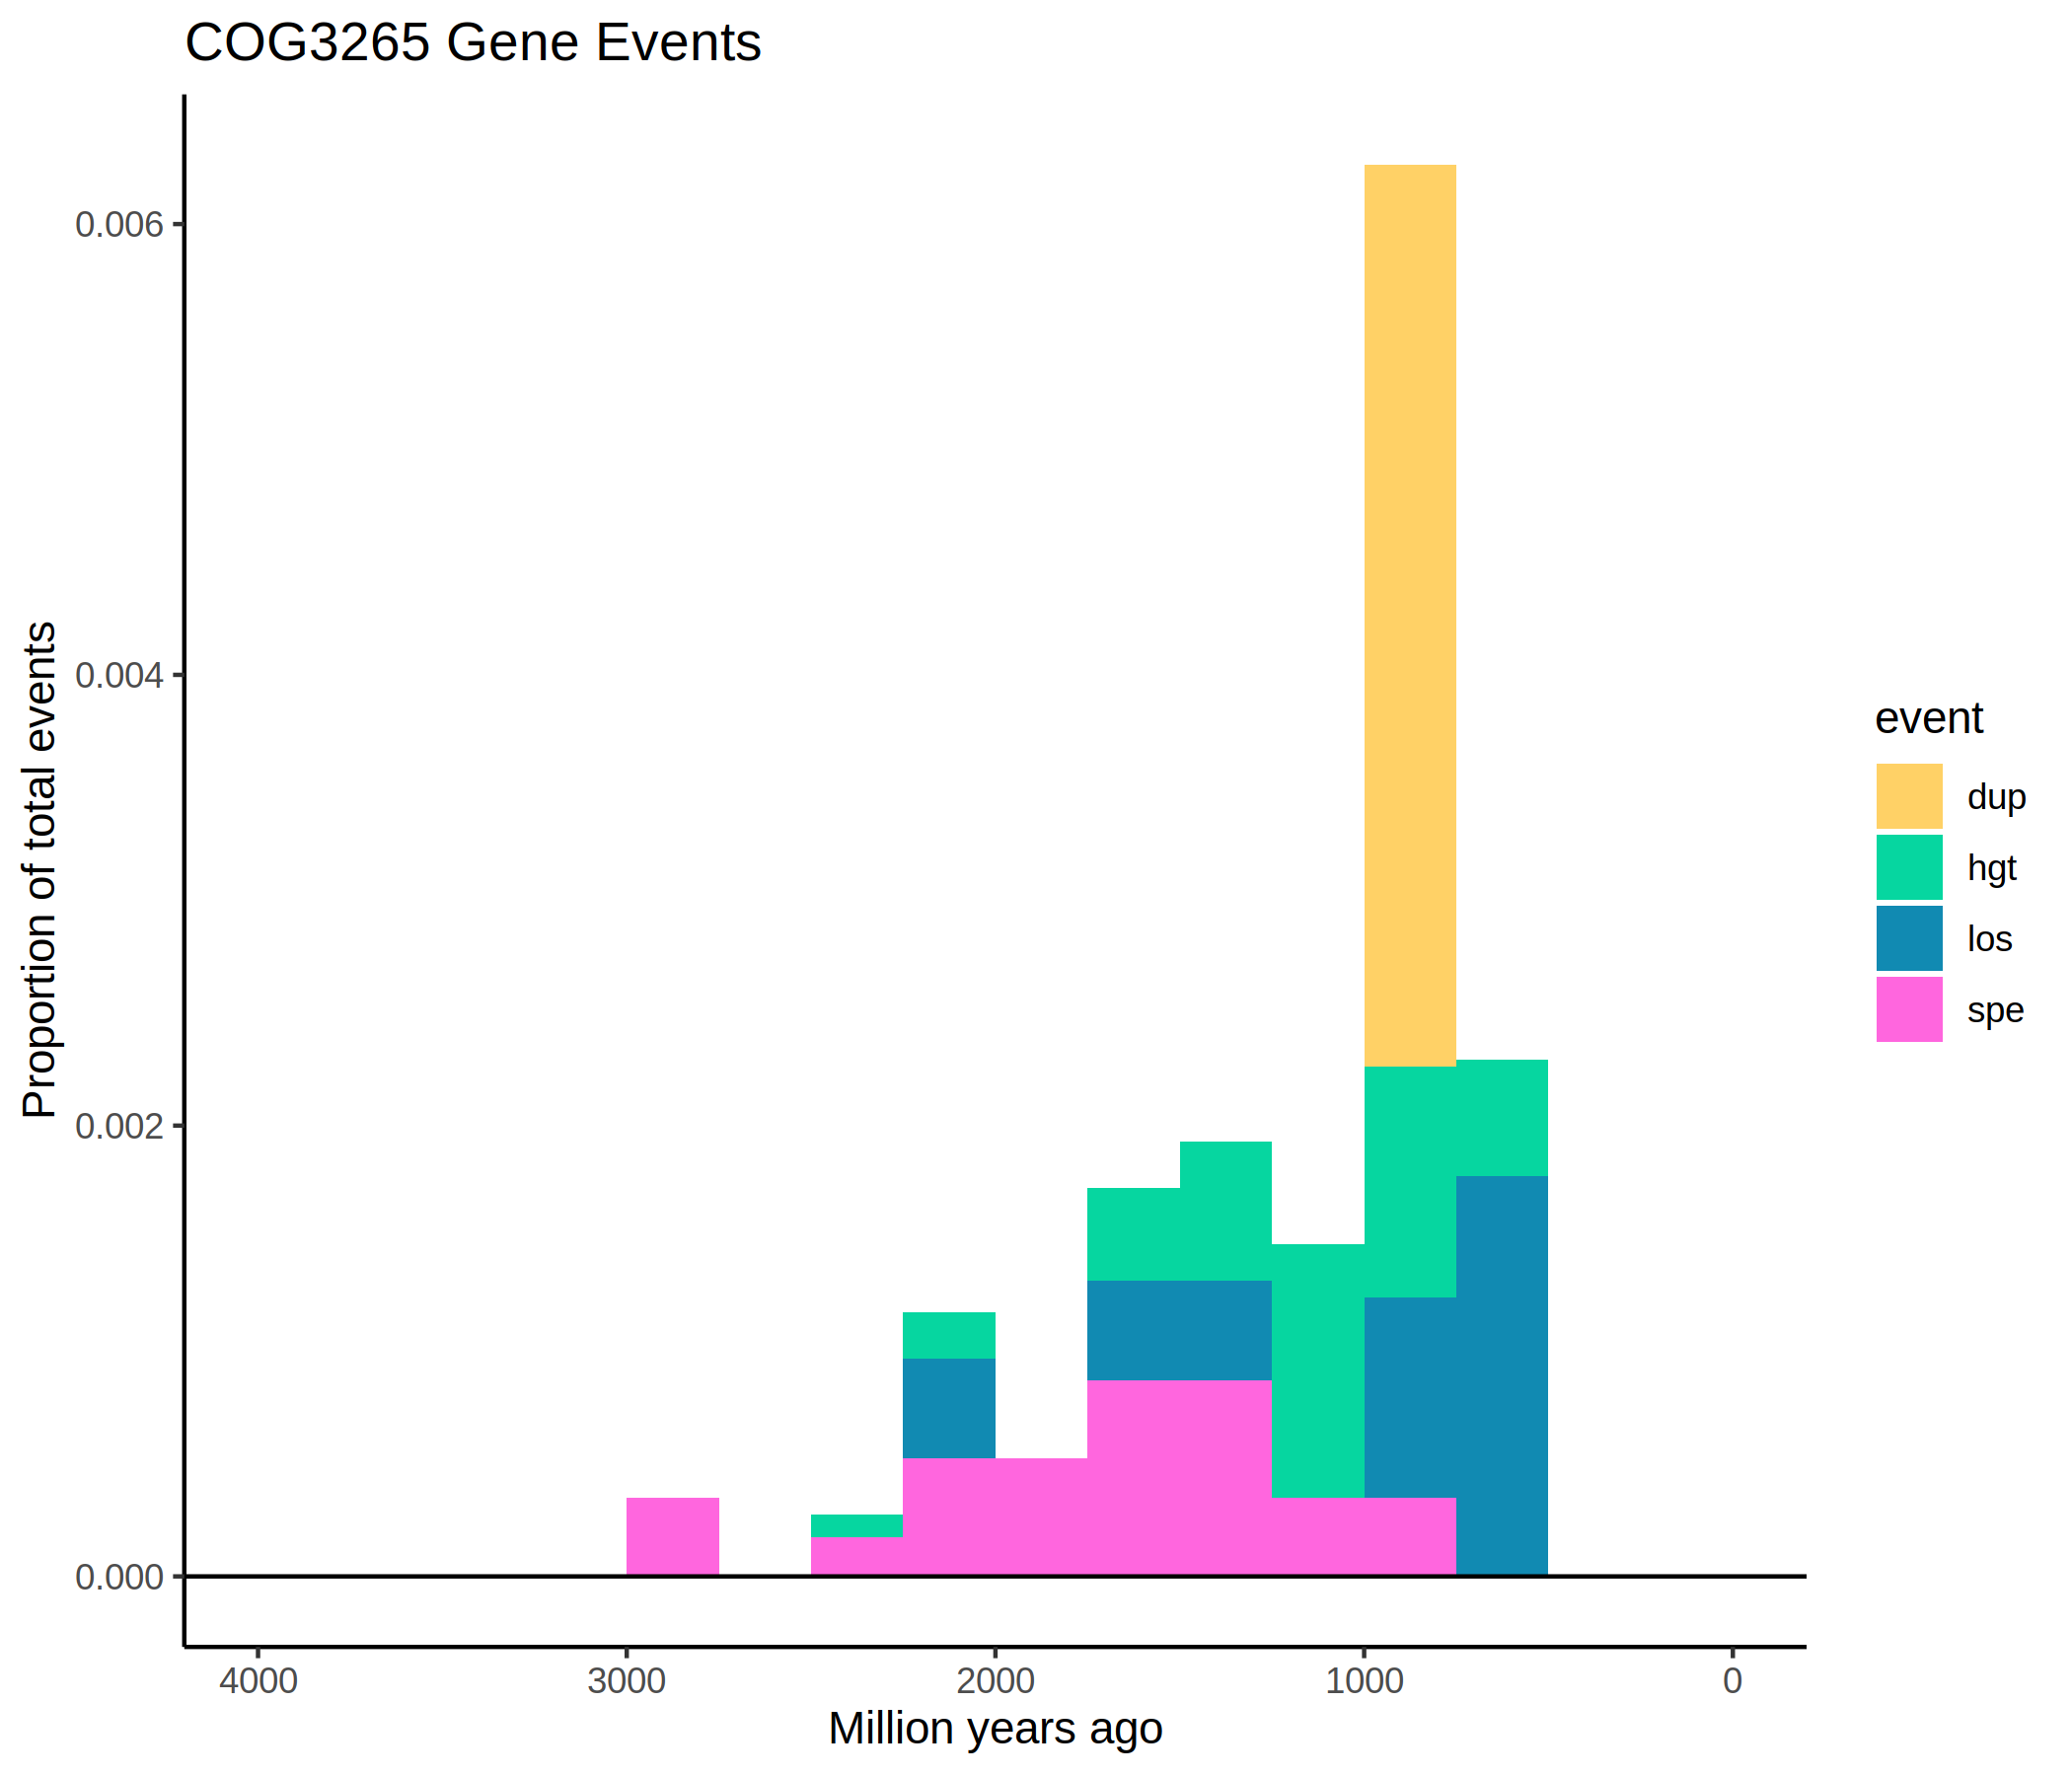 COG3265 Gene Events
Proportion of total events
0.006
0.004
0.002
0.000
4000 3000 2000 1000 0
Million years ago
event
dup
hgt
los
spe